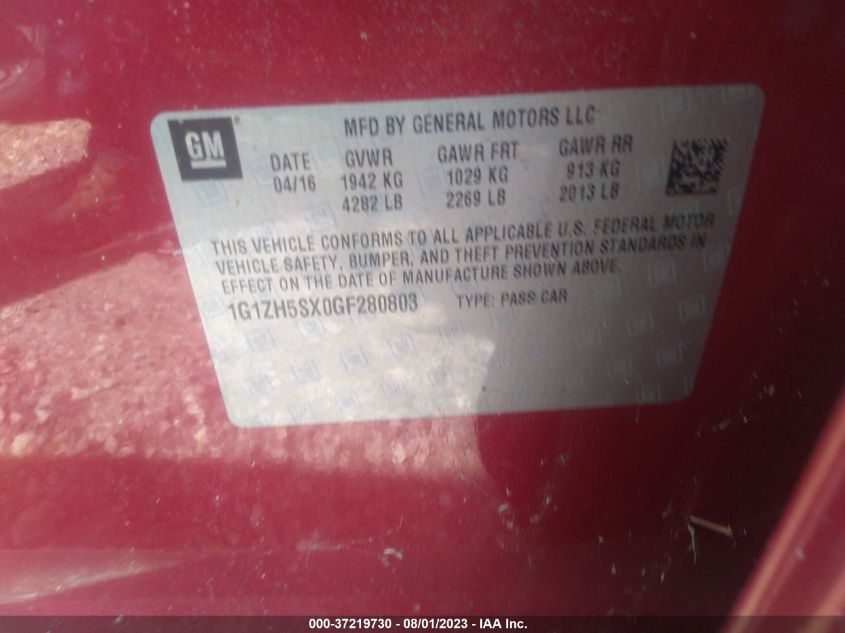 GM
MFD BY GENERAL MOTORS LLC
DATE GVWR GAWR FRT GAWR RR
04/16 1942 KG 1029 KG 913 KG
4282 LB 2269 LB 2013 LB
THIS VEHICLE CONFORMS TO ALL APPLICABLE U.S. FEDERAL MOTOR
VEHICLE SAFETY, BUMPER, AND THEFT PREVENTION STANDARDS IN
EFFECT ON THE DATE OF MANUFACTURE SHOWN ABOVE.
1G1ZH5SX0GF280803 TYPE: PASS CAR
000-37219730 - 08/01/2023 - IAA Inc.